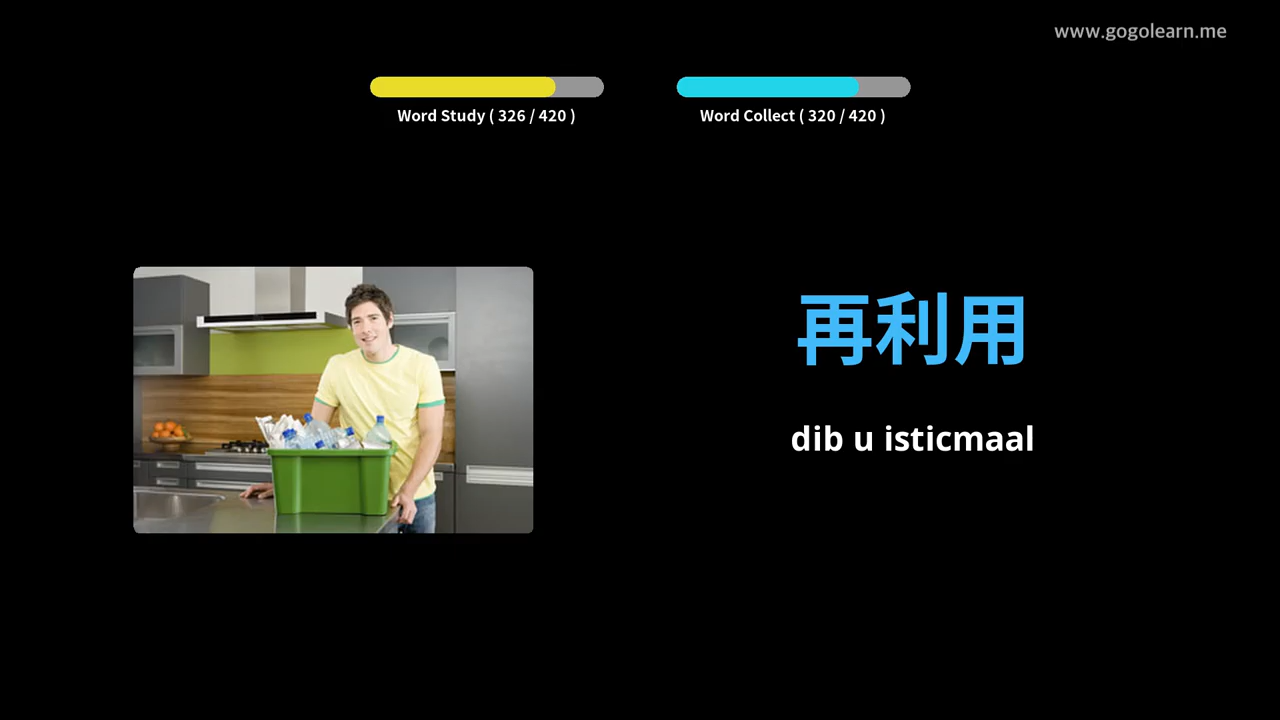 www.gogolearn.me
Word Study ( 326 / 420 )
Word Collect ( 320 / 420 )
再利用
dib u isticmaal